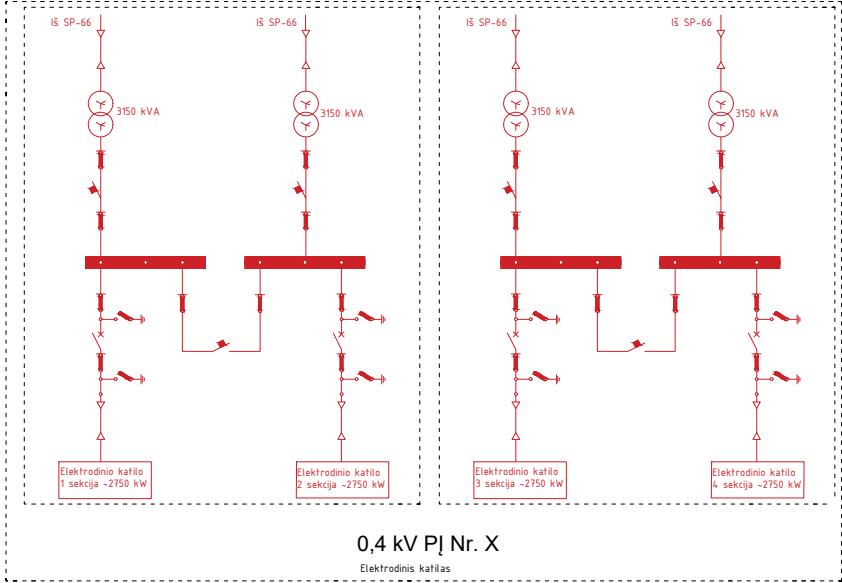 Iš SP-66
Iš SP-66
Iš SP-66
Iš SP-66
3150 kVA
3150 kVA
3150 kVA
3150 kVA
Elektrodinio katilo
1 sekcija ~2750 kW
Elektrodinio katilo
2 sekcija ~2750 kW
Elektrodinio katilo
3 sekcija ~2750 kW
Elektrodinio katilo
4 sekcija ~2750 kW
0,4 kV PĮ Nr. X
Elektrodinis katilas